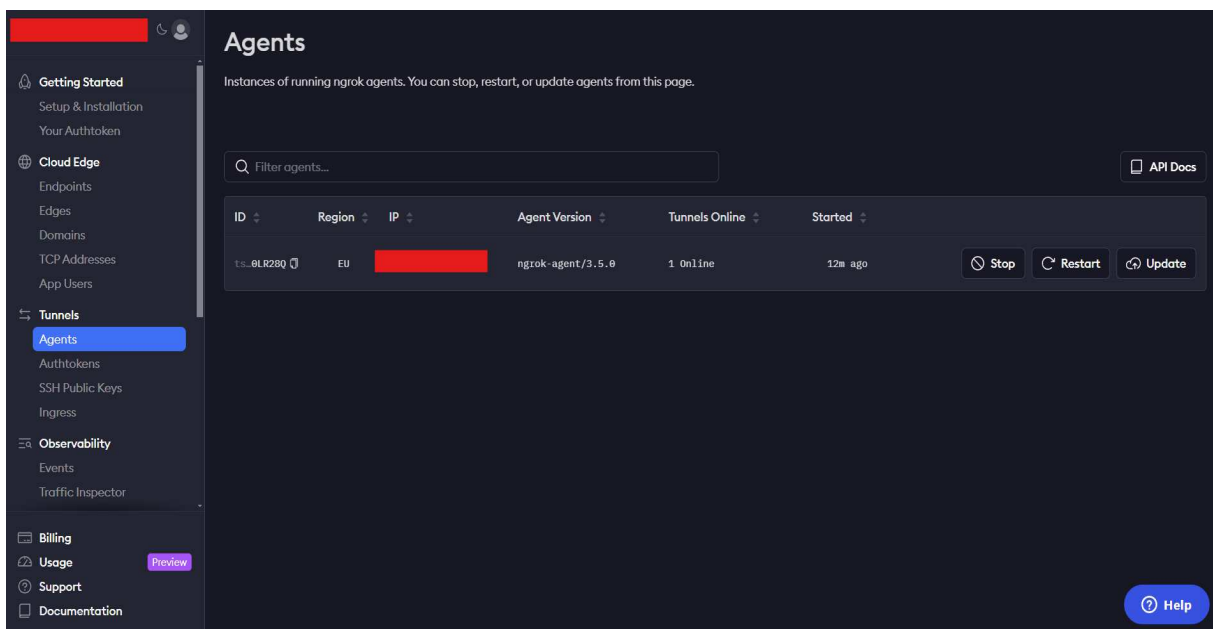 Getting Started
Setup & Installation
Your Authtoken
Cloud Edge
Endpoints
Edges
Domains
TCP Addresses
App Users
Tunnels
Agents
Authtokens
SSH Public Keys
Ingress
Observability
Events
Traffic Inspector
Billing
Usage Preview
Support
Documentation
Agents
Instances of running ngrok agents. You can stop, restart, or update agents from this page.
Filter agents...
API Docs
ID Region IP Agent Version Tunnels Online Started
ts_0LR28Q EU ngrok-agent/3.5.0 1 Online 12m ago Stop Restart Update
Help